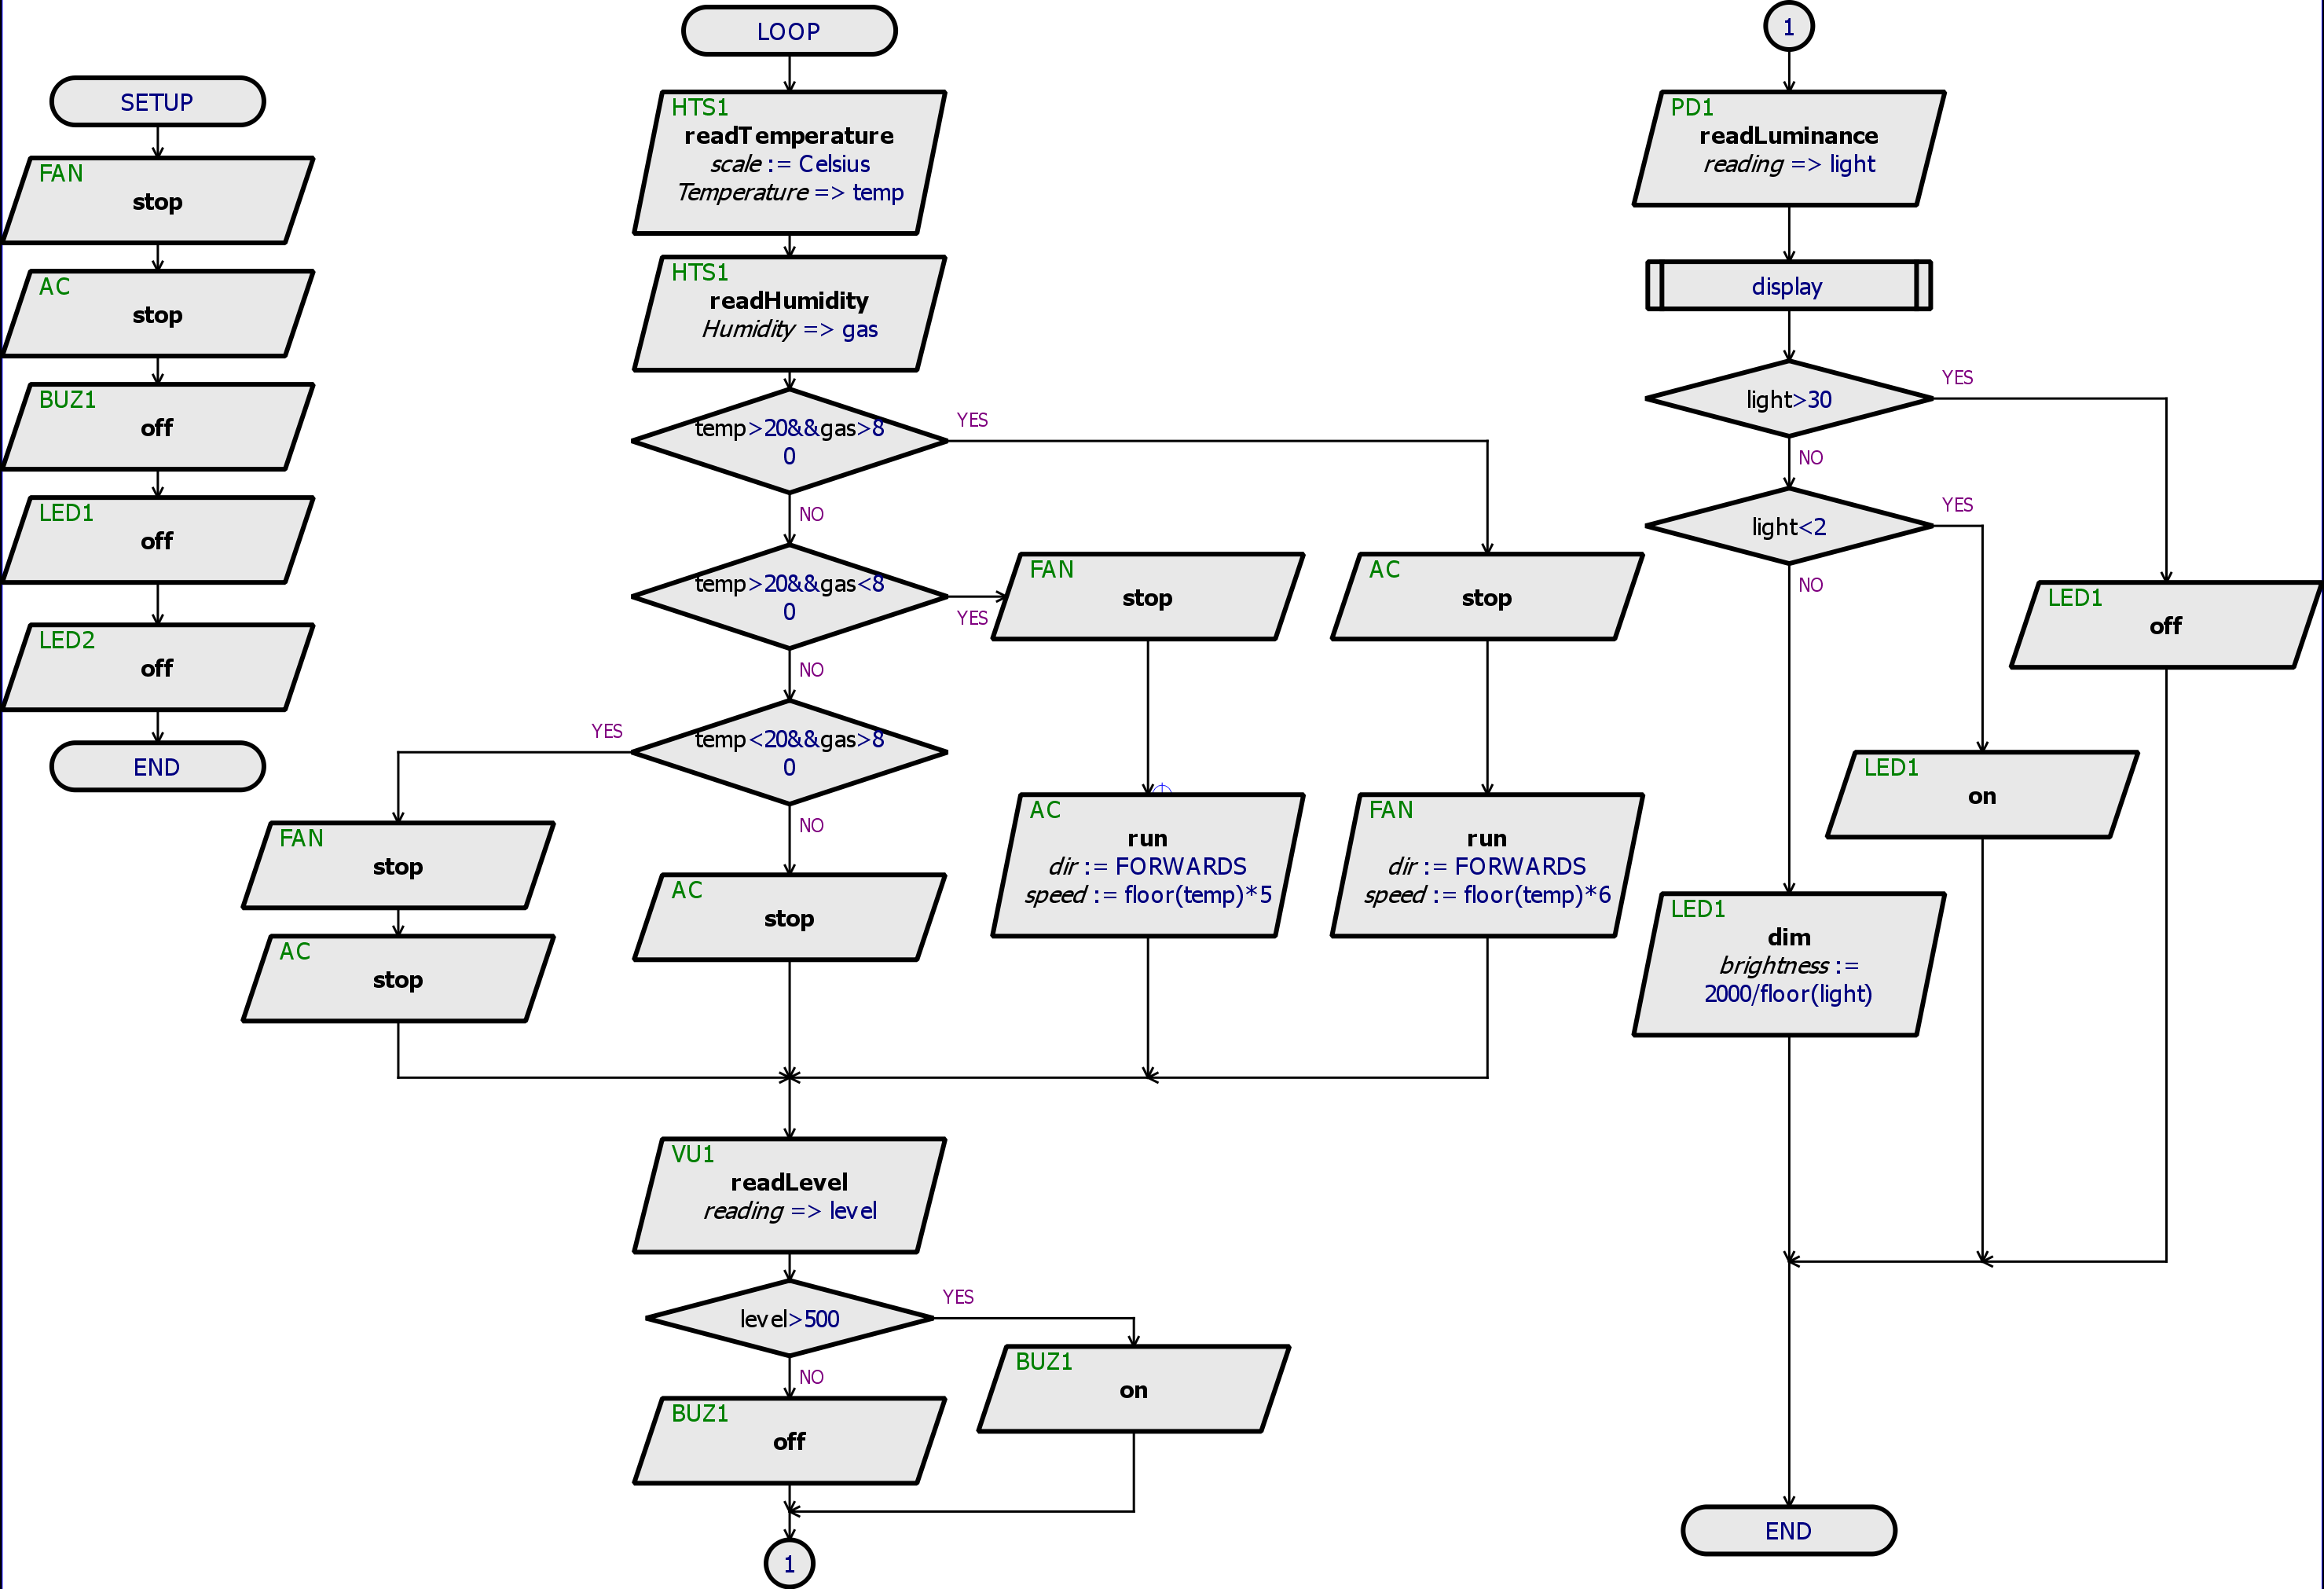 SETUP
FAN
stop
AC
stop
BUZ1
off
LED1
off
LED2
off
END
LOOP
HTS1
readTemperature
scale := Celsius
Temperature => temp
HTS1
readHumidity
Humidity => gas
temp>20&&gas>8
0
YES
NO
temp>20&&gas<8
0
YES
NO
temp<20&&gas>8
0
YES
NO
FAN
stop
AC
stop
AC
stop
FAN
stop
AC
run
dir := FORWARDS
speed := floor(temp)*5
AC
stop
FAN
run
dir := FORWARDS
speed := floor(temp)*6
VU1
readLevel
reading => level
level>500
YES
NO
BUZ1
on
BUZ1
off
1
1
PD1
readLuminance
reading => light
display
light>30
YES
NO
light<2
YES
NO
LED1
off
LED1
on
LED1
dim
brightness :=
2000/floor(light)
END